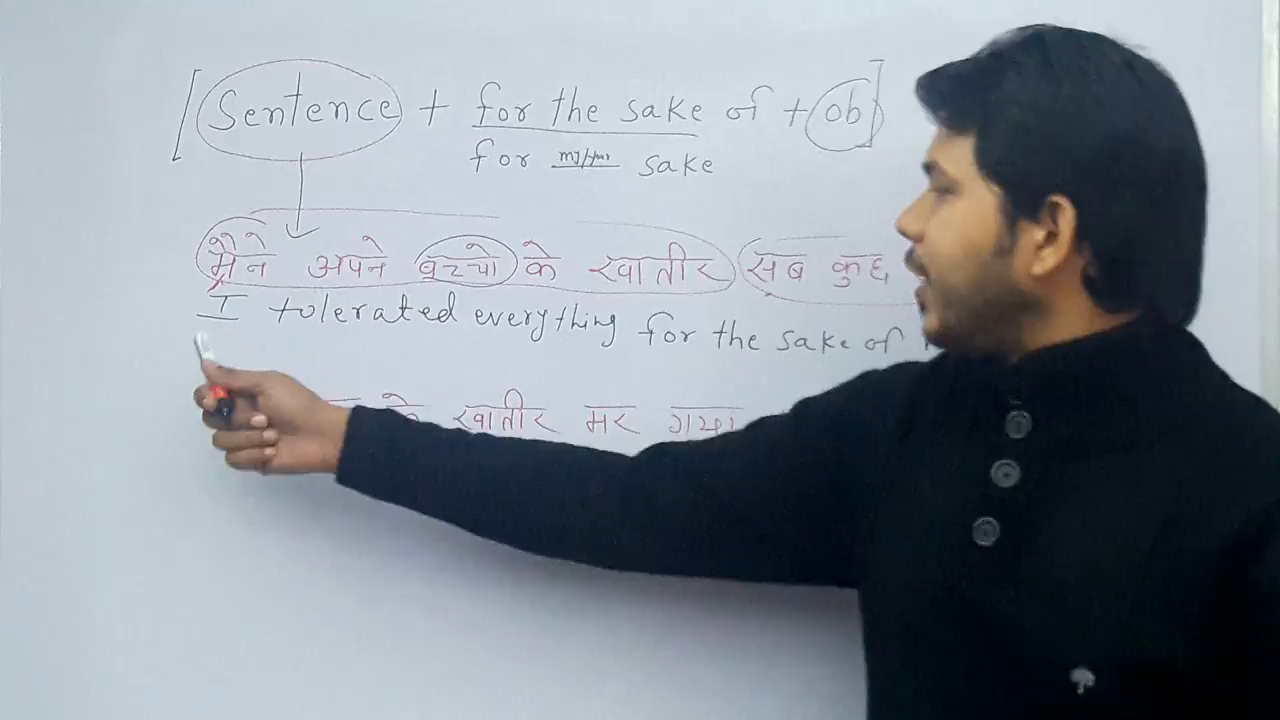 [Sentence + for the sake of + ob]
for my/your sake
मैंने अपने बच्चो के खातीर सब कुछ
I tolerated everything for the sake of
के खातीर मर गया